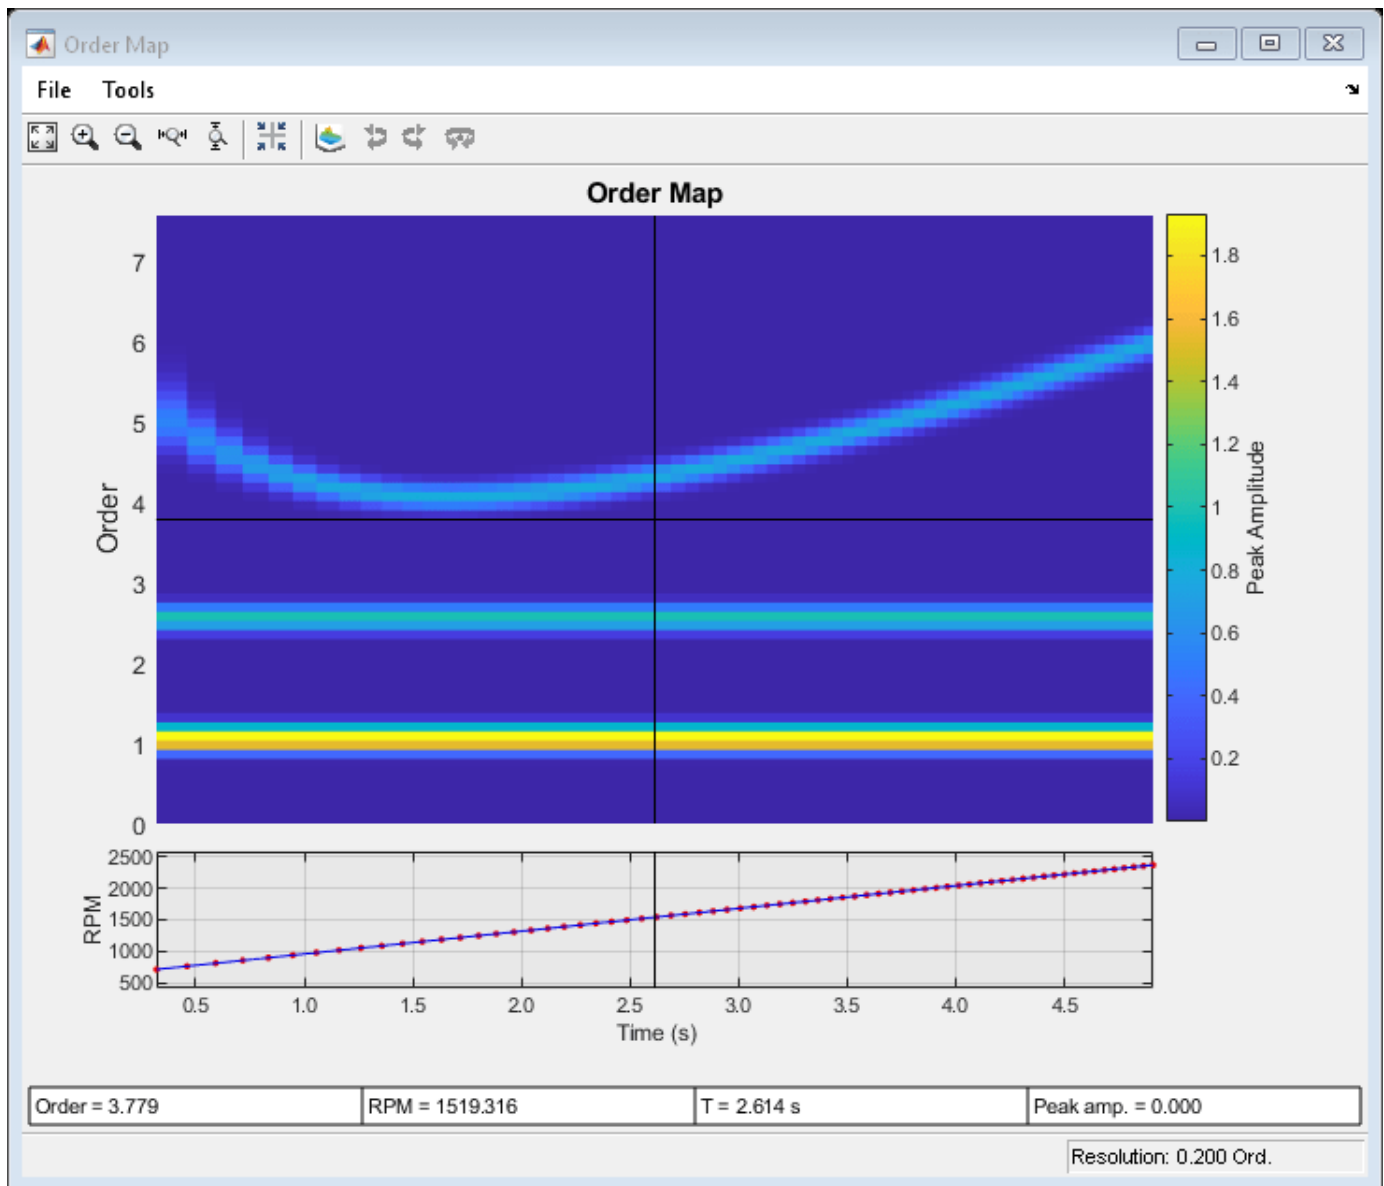 Order Map
File Tools
Order Map
7
6
5
4
3
2
1
0
Order
1.8
1.6
1.4
1.2
1
0.8
0.6
0.4
0.2
Peak Amplitude
2500
2000
1500
1000
500
RPM
0.5 1.0 1.5 2.0 2.5 3.0 3.5 4.0 4.5
Time (s)
Order = 3.779 RPM = 1519.316 T = 2.614 s Peak amp. = 0.000
Resolution: 0.200 Ord.